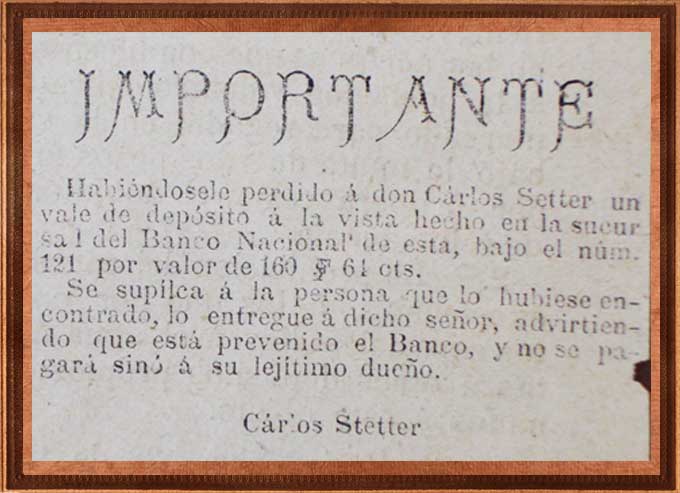 IMPORTANTE
Habiéndosele perdido á don Cárlos Setter un
vale de depósito á la vista hecho en la sucur
sal del Banco Nacional de esta, bajo el núm.
121 por valor de 160 $ 61 cts.
Se supilca á la persona que lo hubiese en-
contrado, lo entregue á dicho señor, advirtien-
do que está prevenido el Banco, y no se pa-
gará sinó á su lejítimo dueño.
Cárlos Stetter